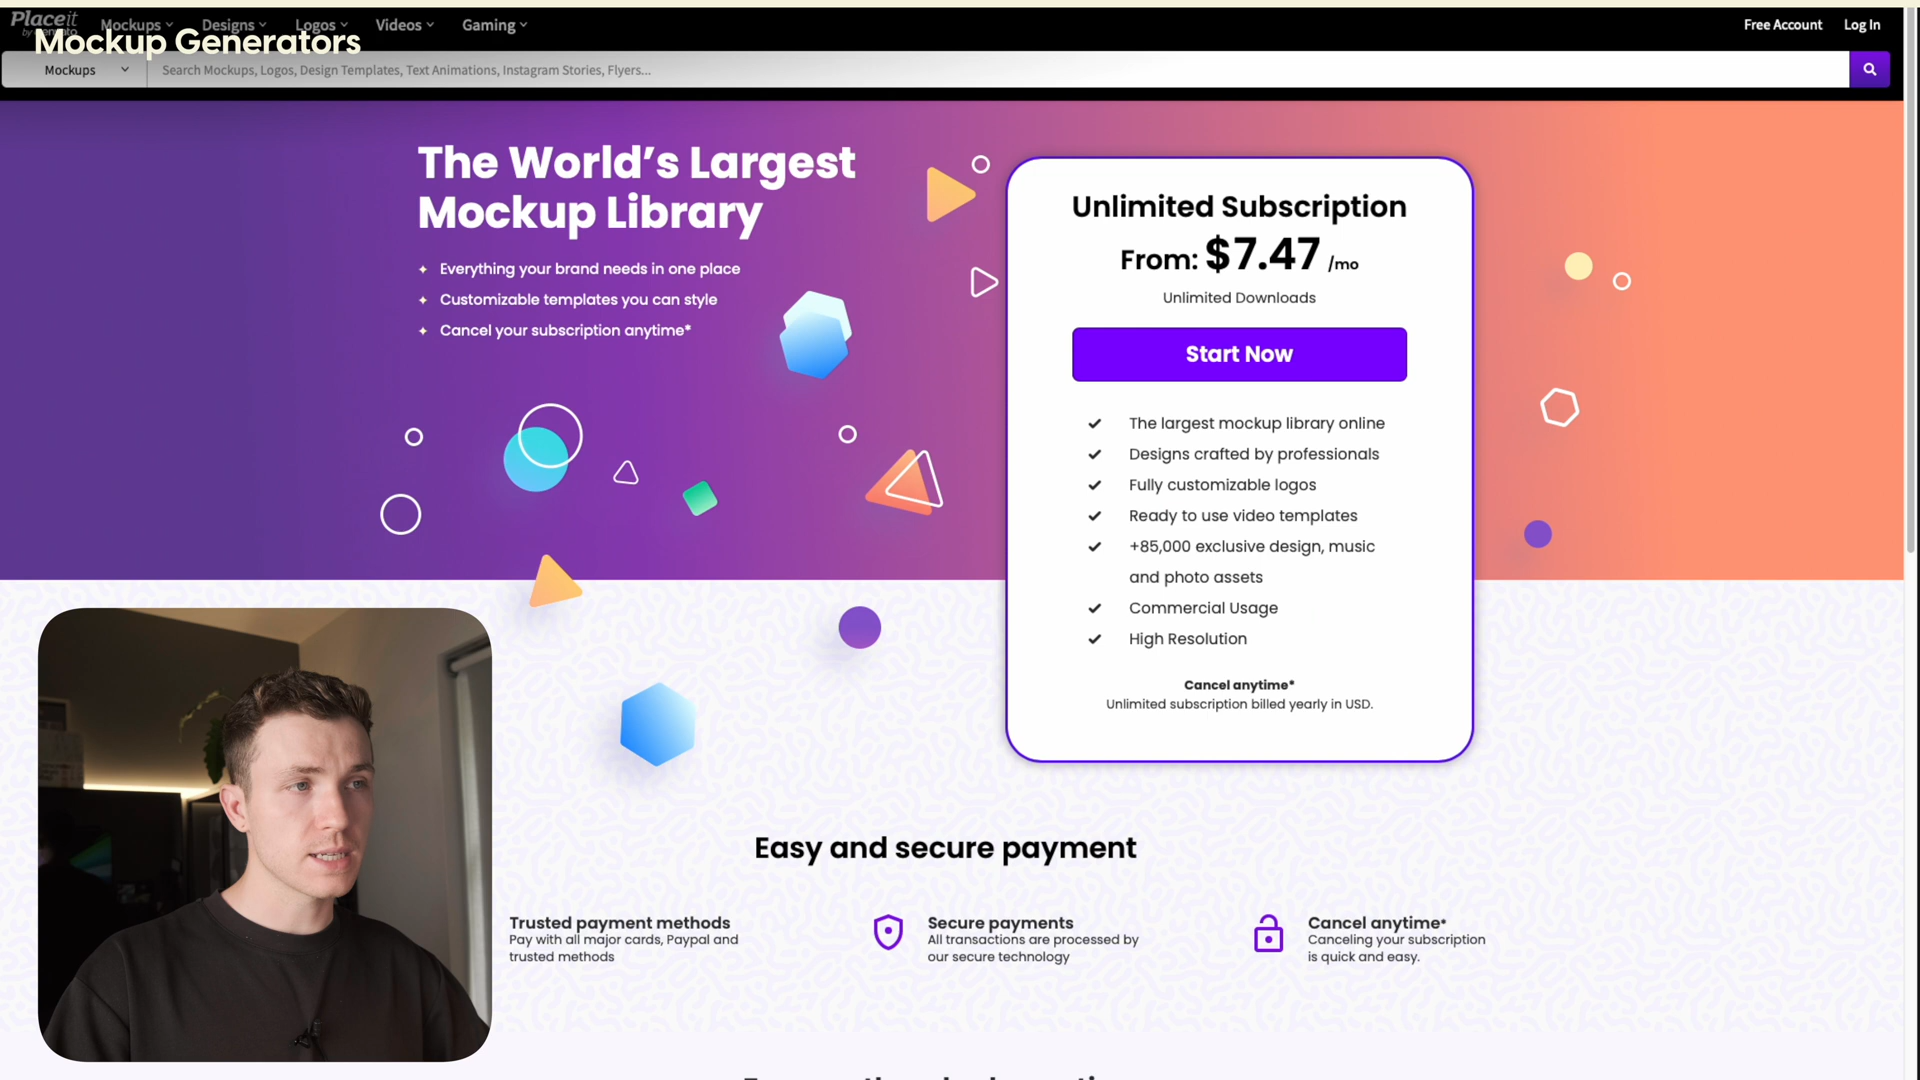 Placeit
Mockups
Designs
Logos
Videos
Gaming
Free Account
Log In
Mockup Generators
Mockups
Search Mockups, Logos, Design Templates, Text Animations, Instagram Stories, Flyers...
The World's Largest
Mockup Library
Everything your brand needs in one place
Customizable templates you can style
Cancel your subscription anytime*
Unlimited Subscription
From: $7.47 /mo
Unlimited Downloads
Start Now
The largest mockup library online
Designs crafted by professionals
Fully customizable logos
Ready to use video templates
+85,000 exclusive design, music
and photo assets
Commercial Usage
High Resolution
Cancel anytime*
Unlimited subscription billed yearly in USD.
Easy and secure payment
Trusted payment methods
Pay with all major cards, Paypal and
trusted methods
Secure payments
All transactions are processed by
our secure technology
Cancel anytime*
Canceling your subscription
is quick and easy.